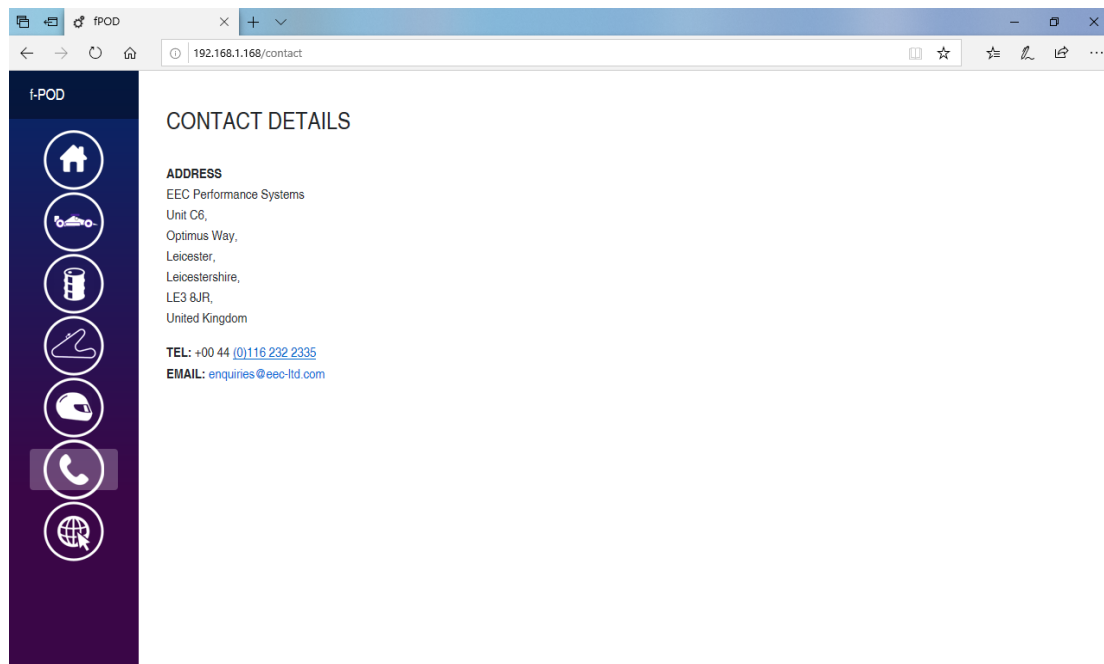 fPOD
192.168.1.168/contact
f-POD
CONTACT DETAILS
ADDRESS
EEC Performance Systems
Unit C6,
Optimus Way,
Leicester,
Leicestershire,
LE3 8JR,
United Kingdom
TEL: +00 44 (0)116 232 2335
EMAIL: enquiries@eec-ltd.com